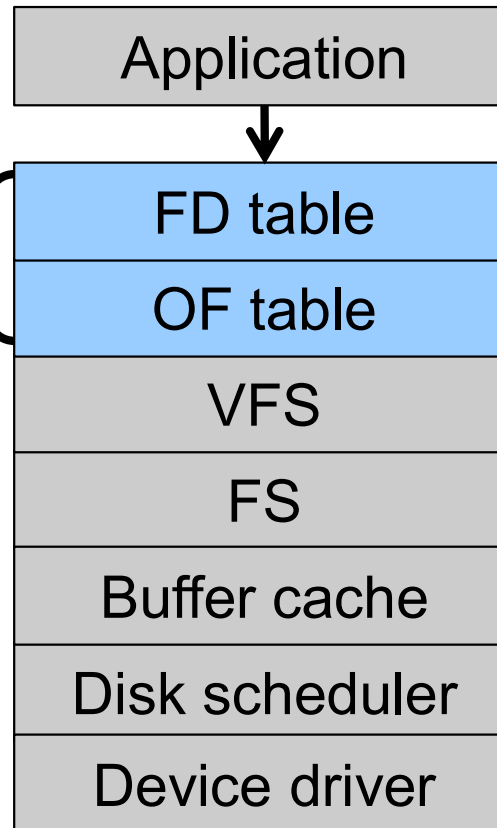 Application
FD table
OF table
VFS
FS
Buffer cache
Disk scheduler
Device driver